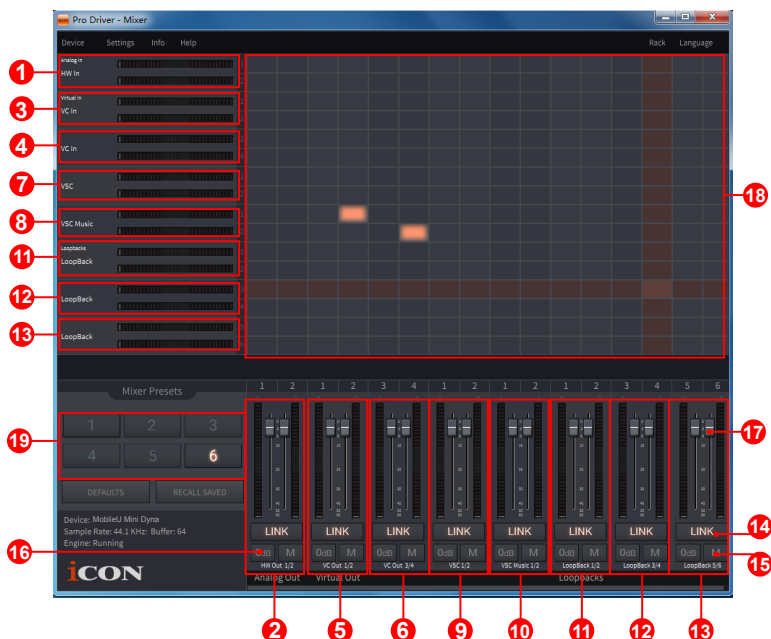 Pro Driver - Mixer
Device Settings Info Help Rack Language
Analog In
1 HW In
Virtual In
3 VC In
4 VC In
7 VSC
18
8 VSC Music
Loopbacks
11 LoopBack
12 LoopBack
13 LoopBack
Mixer Presets
1 2 1 2 3 4 1 2 1 2 1 2 3 4 5 6
19 1 2 3
17
4 5 6
DEFAULTS RECALL SAVED
Device: MobileU Mini Dyna
Sample Rate: 44.1 KHz: Buffer: 64
Engine: Running
LINK LINK LINK LINK LINK LINK LINK LINK 14
16 0dB M 0dB M 0dB M 0dB M 0dB M 0dB M 0dB M 0dB M 15
HW Out 1/2 VC Out 1/2 VC Out 3/4 VSC 1/2 VSC Music 1/2 LoopBack 1/2 LoopBack 3/4 LoopBack 5/6
iCON
Analog Out Virtual Out Loopbacks
2 5 6 9 10 11 12 13